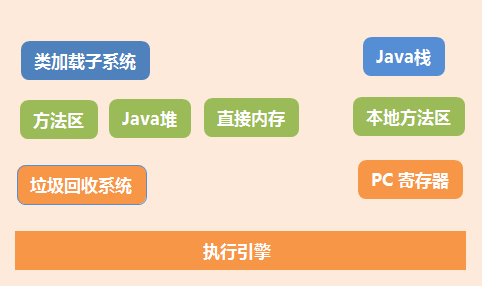 类加载子系统
Java栈
方法区
Java堆
直接内存
本地方法区
垃圾回收系统
PC 寄存器
执行引擎